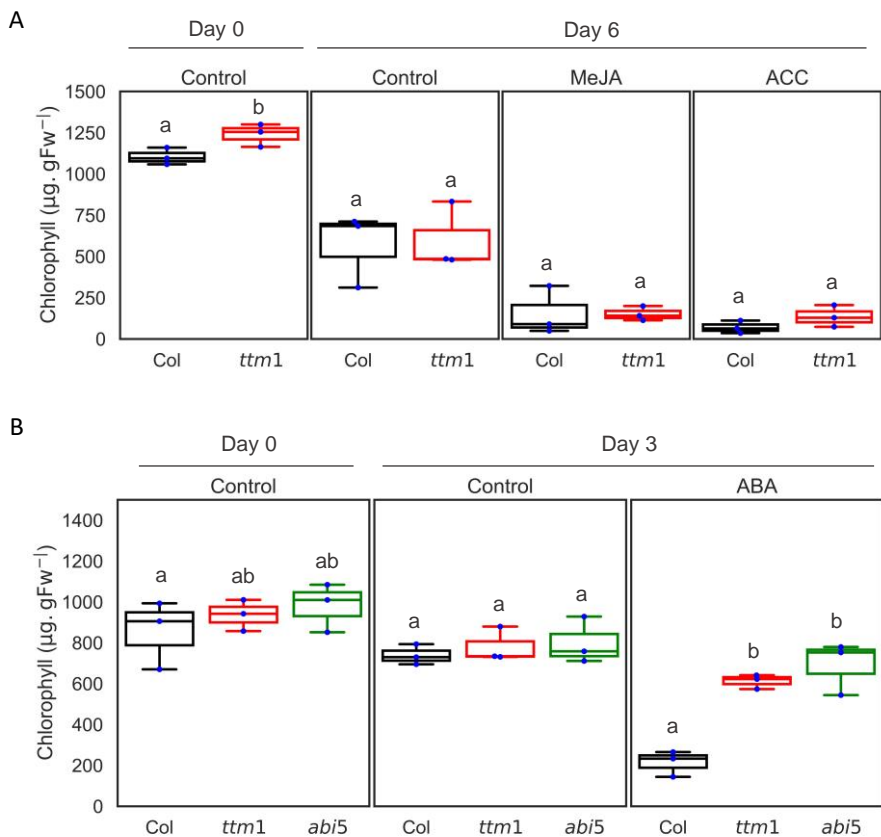 A
Day 0 Day 6
Control Control MeJA ACC
Chlorophyll (µg. gFw⁻ˡ)
1500
1250
1000
750
500
250
0
a b a a a a a a
Col ttm1 Col ttm1 Col ttm1 Col ttm1
B
Day 0 Day 3
Control Control ABA
Chlorophyll (µg. gFw⁻ˡ)
1400
1200
1000
800
600
400
200
0
a ab ab a a a a b b
Col ttm1 abi5 Col ttm1 abi5 Col ttm1 abi5